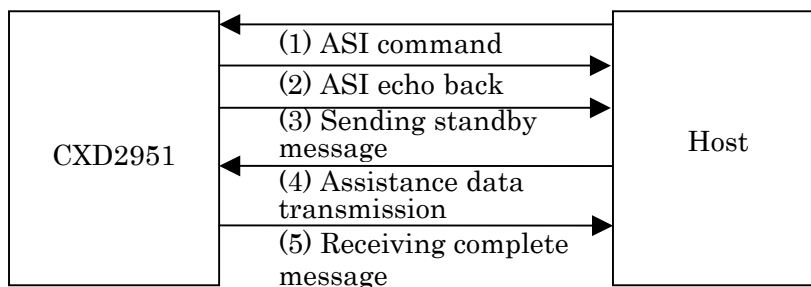 (1) ASI command
(2) ASI echo back
(3) Sending standby
message
CXD2951
Host
(4) Assistance data
transmission
(5) Receiving complete
message